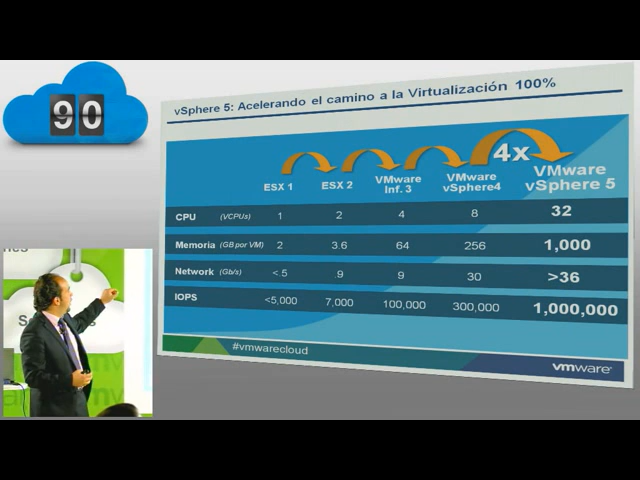 90
vSphere 5: Acelerando el camino a la Virtualización 100%
4x
ESX 1 ESX 2 VMware Inf. 3 VMware vSphere4 VMware vSphere 5
CPU (VCPUs) 1 2 4 8 32
Memoria (GB por VM) 2 3.6 64 256 1,000
Network (Gb/s) <.5 .9 9 30 >36
IOPS <5,000 7,000 100,000 300,000 1,000,000
#vmwarecloud
vmware